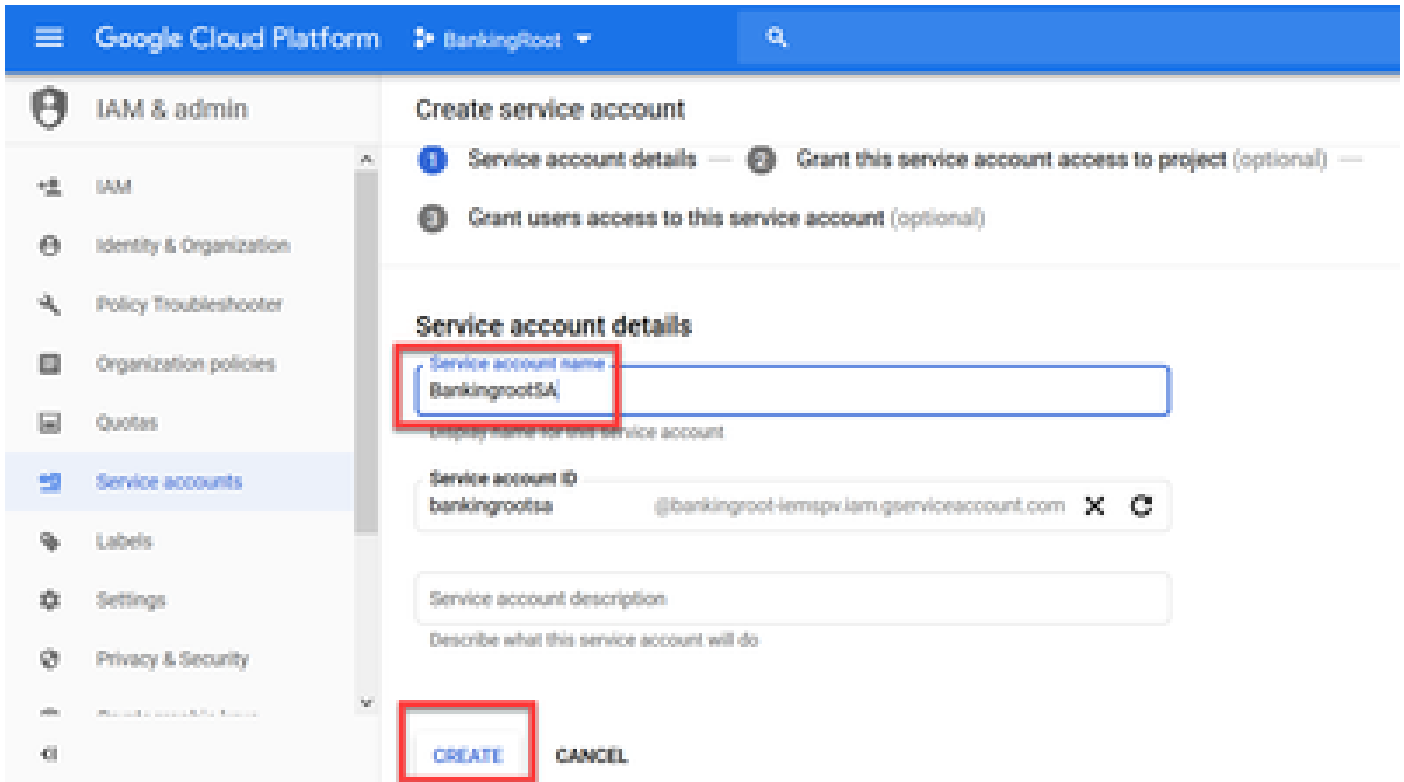 Google Cloud Platform BankingRoot
IAM & admin
Create service account
1 Service account details — 2 Grant this service account access to project (optional) —
3 Grant users access to this service account (optional)
IAM
Identity & Organization
Policy Troubleshooter
Organization policies
Quotas
Service accounts
Labels
Settings
Privacy & Security
Service account details
Service account name
BankingrootSA
Display name for this service account
Service account ID
bankingrootsa @bankingroot-iemspv.iam.gserviceaccount.com
Service account description
Describe what this service account will do
CREATE CANCEL